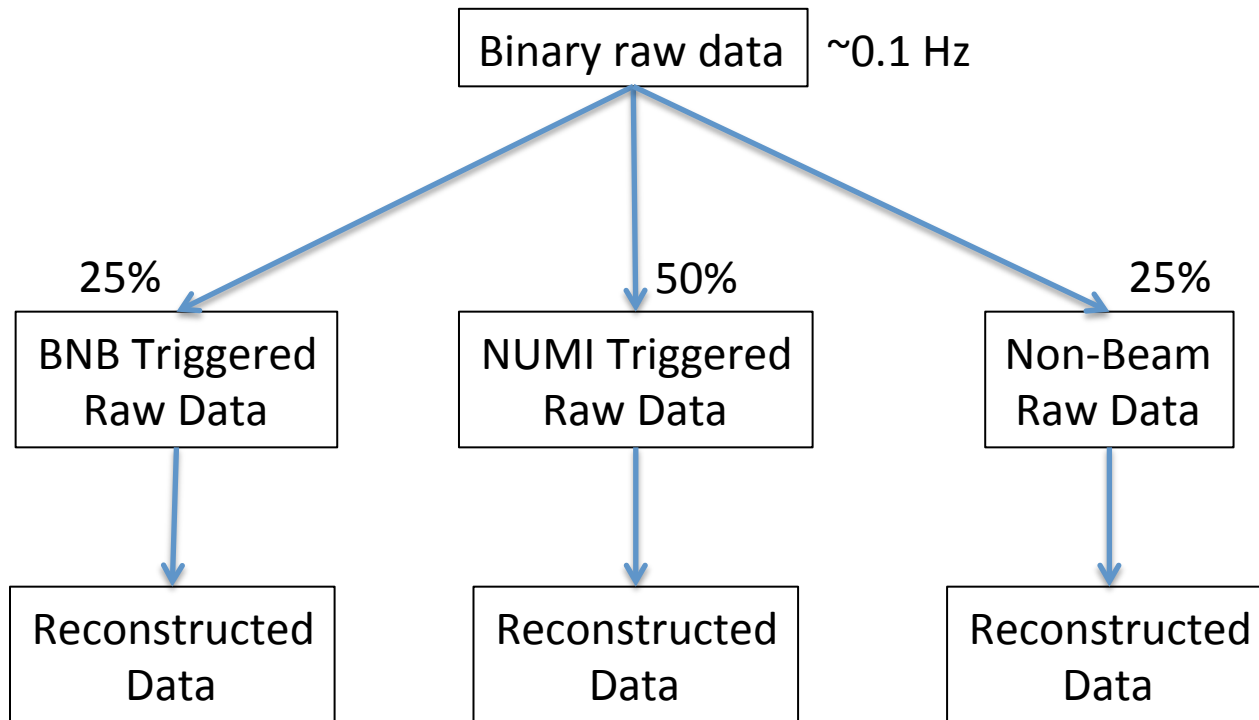 Binary raw data
~0.1 Hz
25%
50%
25%
BNB Triggered
Raw Data
NUMI Triggered
Raw Data
Non-Beam
Raw Data
Reconstructed
Data
Reconstructed
Data
Reconstructed
Data